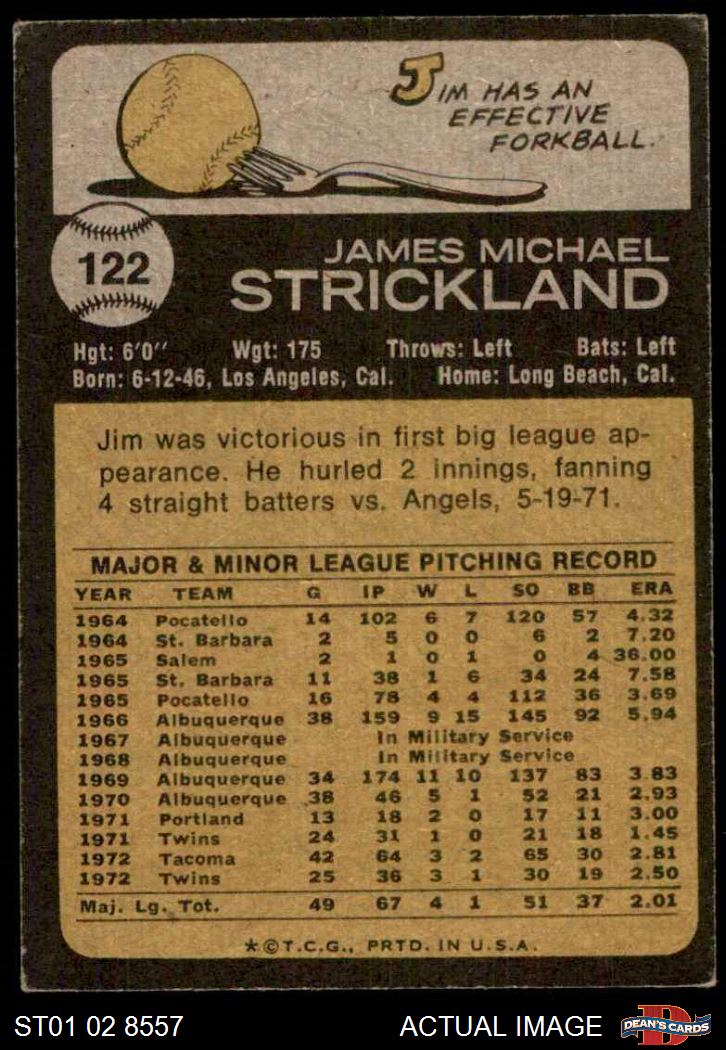 JIM HAS AN
EFFECTIVE
FORKBALL.
122
JAMES MICHAEL
STRICKLAND
Hgt: 6'0" Wgt: 175 Throws: Left Bats: Left
Born: 6-12-46, Los Angeles, Cal. Home: Long Beach, Cal.
Jim was victorious in first big league ap-
pearance. He hurled 2 innings, fanning
4 straight batters vs. Angels, 5-19-71.
MAJOR & MINOR LEAGUE PITCHING RECORD
YEAR TEAM G IP W L SO BB ERA
1964 Pocatello 14 102 6 7 120 57 4.32
1964 St. Barbara 2 5 0 0 6 2 7.20
1965 Salem 2 1 0 1 0 4 36.00
1965 St. Barbara 11 38 1 6 34 24 7.58
1965 Pocatello 16 78 4 4 112 36 3.69
1966 Albuquerque 38 159 9 15 145 92 5.94
1967 Albuquerque In Military Service
1968 Albuquerque In Military Service
1969 Albuquerque 34 174 11 10 137 83 3.83
1970 Albuquerque 38 46 5 1 52 21 2.93
1971 Portland 13 18 2 0 17 11 3.00
1971 Twins 24 31 1 0 21 18 1.45
1972 Tacoma 42 64 3 2 65 30 2.81
1972 Twins 25 36 3 1 30 19 2.50
Maj. Lg. Tot. 49 67 4 1 51 37 2.01
*©T.C.G., PRTD. IN U.S.A.
ST01 02 8557 ACTUAL IMAGE D DEAN'S CARDS